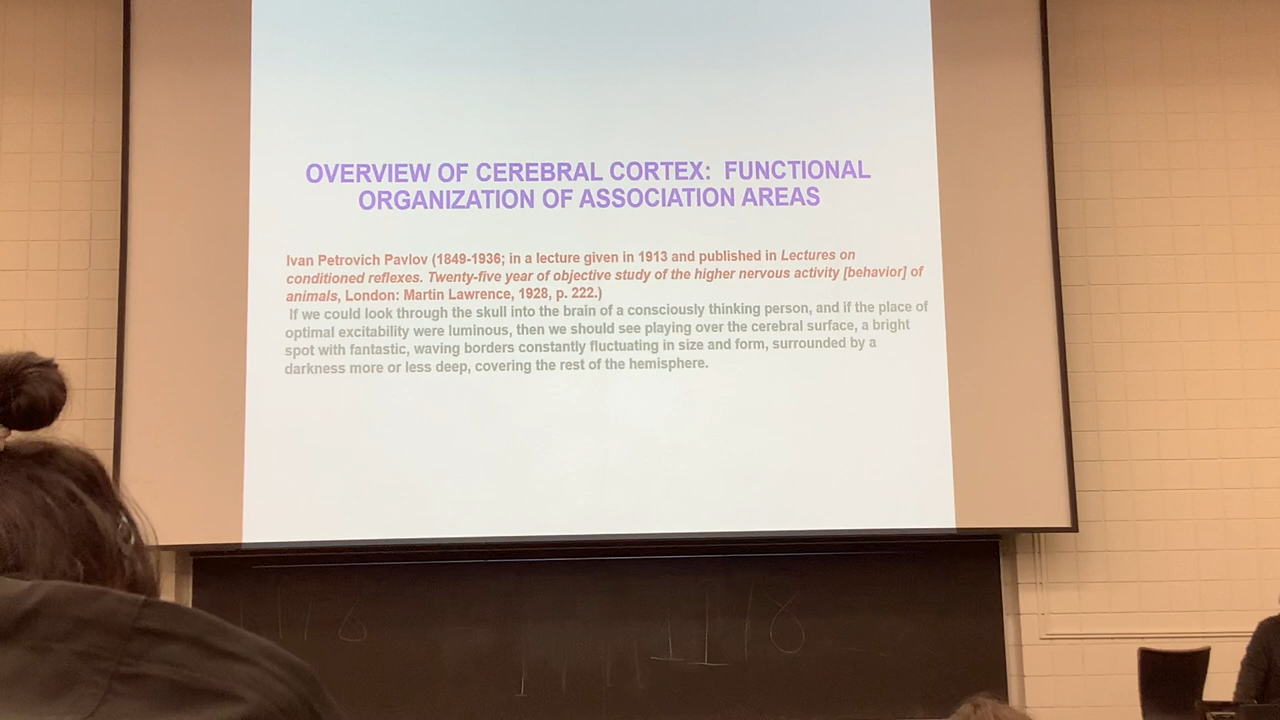 OVERVIEW OF CEREBRAL CORTEX: FUNCTIONAL
ORGANIZATION OF ASSOCIATION AREAS
Ivan Petrovich Pavlov (1849-1936; in a lecture given in 1913 and published in Lectures on
conditioned reflexes. Twenty-five year of objective study of the higher nervous activity [behavior] of
animals, London: Martin Lawrence, 1928, p. 222.)
If we could look through the skull into the brain of a consciously thinking person, and if the place of
optimal excitability were luminous, then we should see playing over the cerebral surface, a bright
spot with fantastic, waving borders constantly fluctuating in size and form, surrounded by a
darkness more or less deep, covering the rest of the hemisphere.
11/8